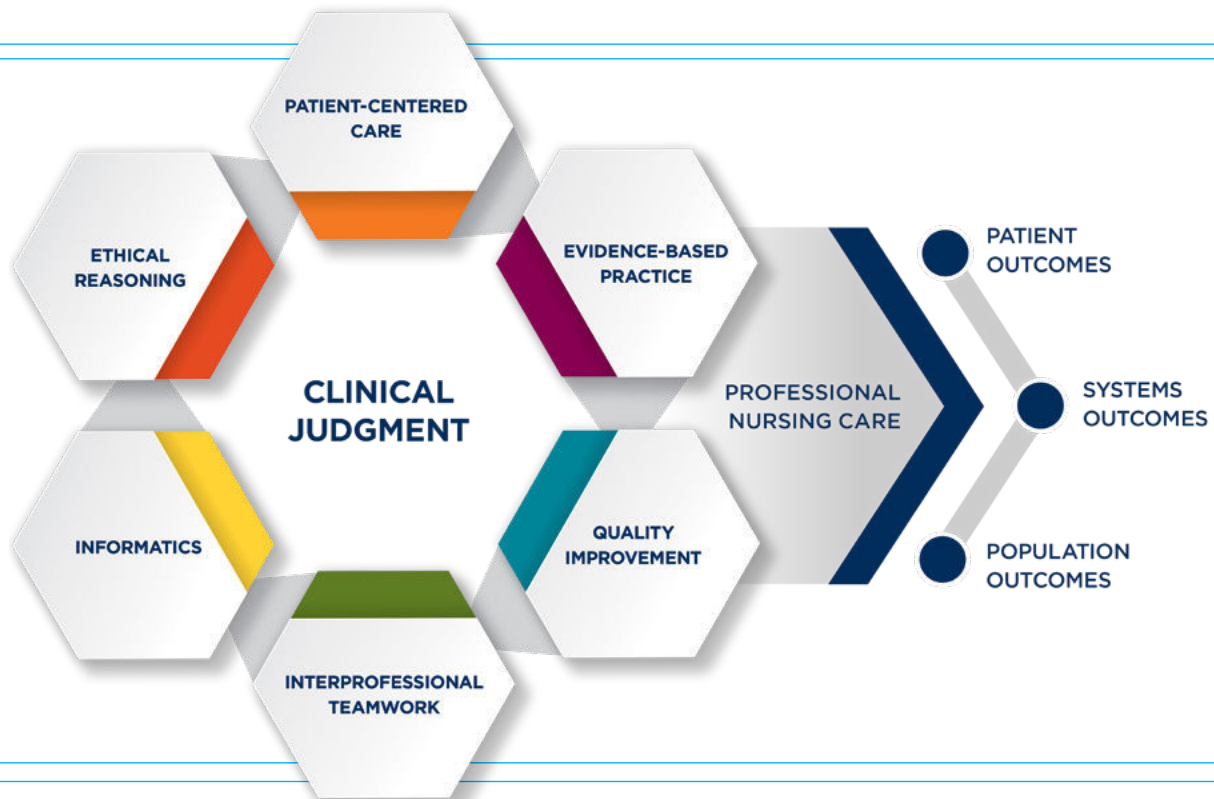 PATIENT-CENTERED
CARE
EVIDENCE-BASED
PRACTICE
QUALITY
IMPROVEMENT
INTERPROFESSIONAL
TEAMWORK
INFORMATICS
ETHICAL
REASONING
CLINICAL
JUDGMENT
PROFESSIONAL
NURSING CARE
PATIENT
OUTCOMES
SYSTEMS
OUTCOMES
POPULATION
OUTCOMES